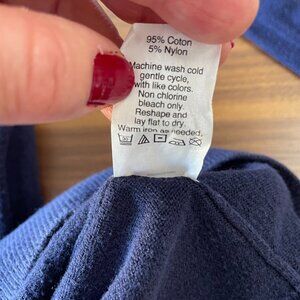 95% Cotton
5% Nylon
Machine wash cold
gentle cycle,
with like colors.
Non chlorine
bleach only.
Reshape and
lay flat to dry.
Warm iron as needed.